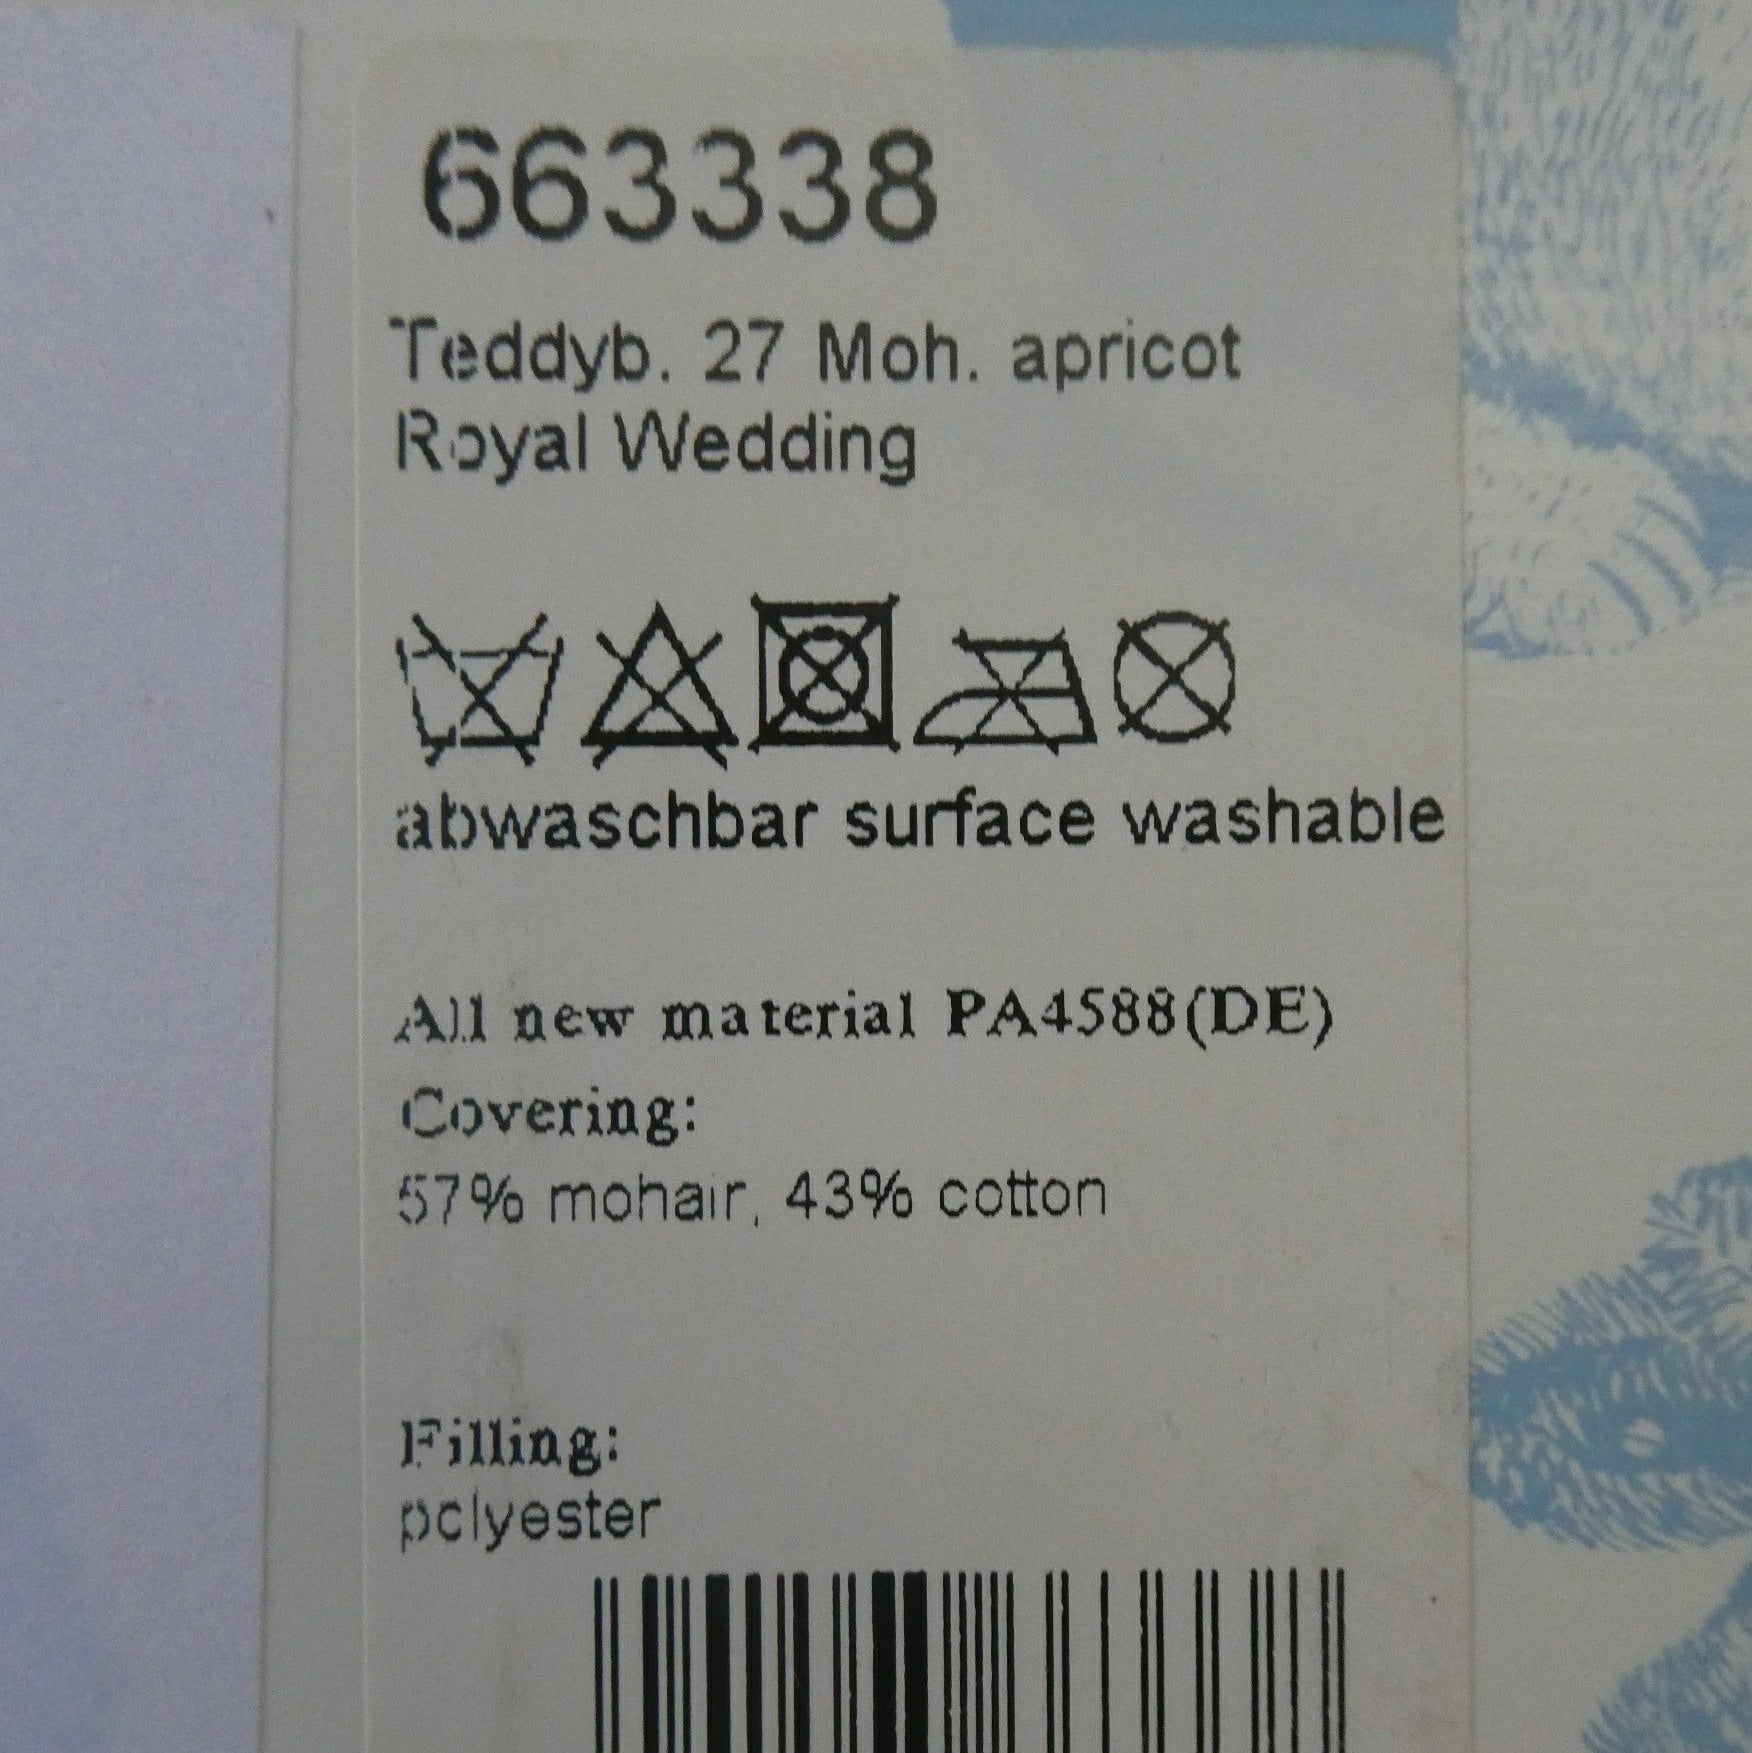 663338
Teddyb. 27 Moh. apricot
Royal Wedding
abwaschbar surface washable
All new material PA4588(DE)
Covering:
57% mohair, 43% cotton
Filling:
polyester